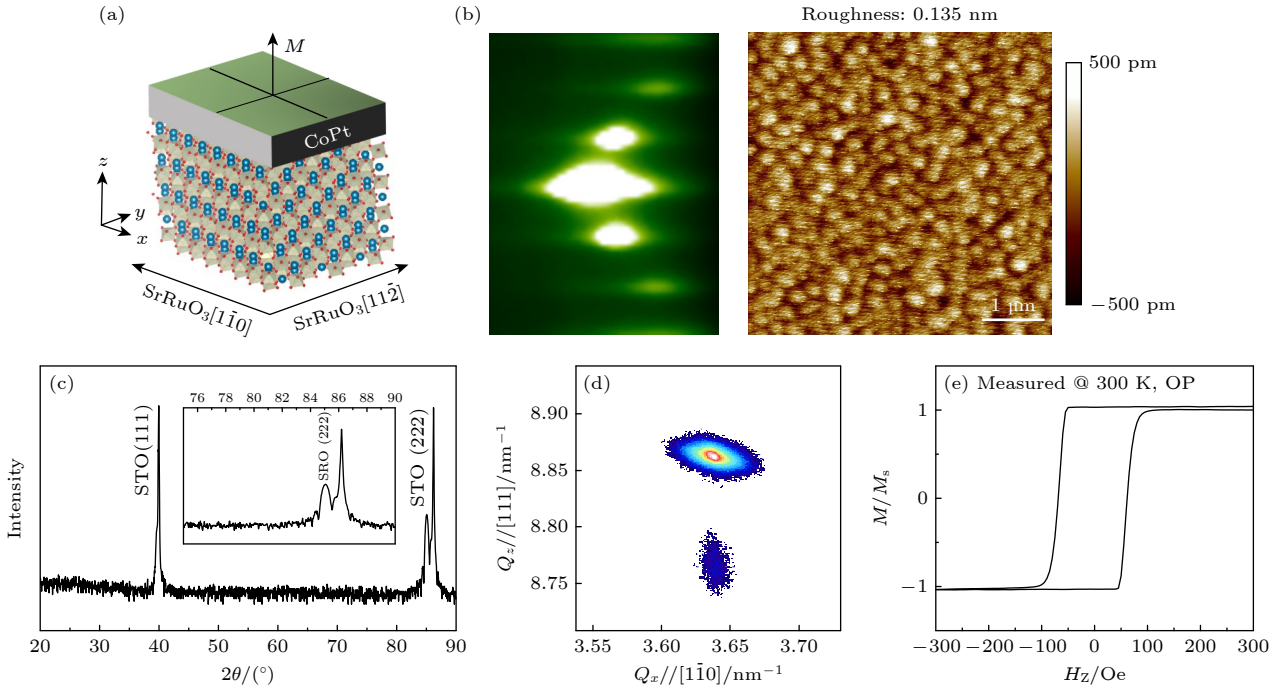 (a)
M
CoPt
z
y
x
SrRuO₃[11̄0]
SrRuO₃[112̄]
(b)
Roughness: 0.135 nm
1 μm
500 pm
−500 pm
(c)
Intensity
STO(111)
STO (222)
76 78 80 82 84 86 88 90
SRO (222)
20 30 40 50 60 70 80 90
2θ/(°)
(d)
Q_z//[111]/nm⁻¹
8.90
8.85
8.80
8.75
3.55 3.60 3.65 3.70
Q_x//[11̄0]/nm⁻¹
(e) Measured @ 300 K, OP
M/Mₛ
1
0
−1
−300 −200 −100 0 100 200 300
H_Z/Oe